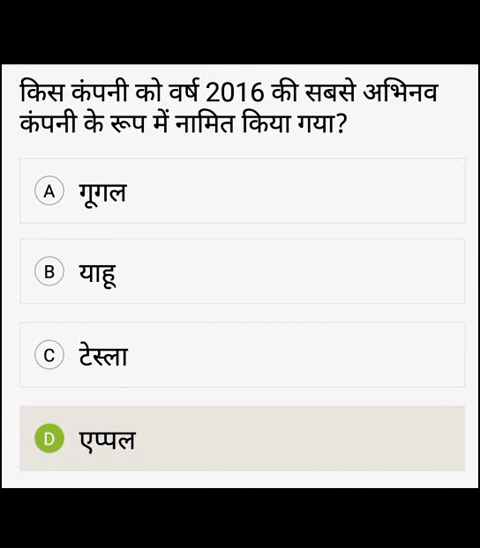 किस कंपनी को वर्ष 2016 की सबसे अभिनव
कंपनी के रूप में नामित किया गया?
A गूगल
B याहू
C टेस्ला
D एप्पल